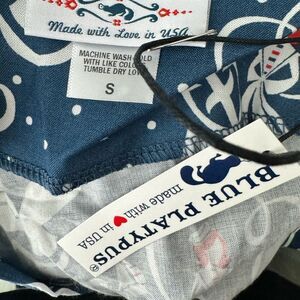 Made with Love in USA
MACHINE WASH COLD
WITH LIKE COLORS
TUMBLE DRY LOW
S
BLUE PLATYPUS®
made with
in USA